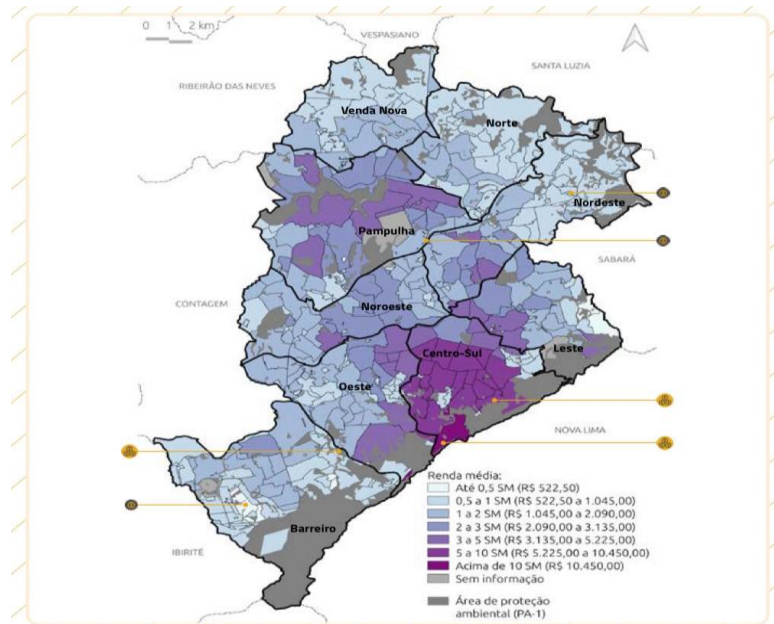 0 1 2 km
VESPASIANO
SANTA LUZIA
RIBEIRÃO DAS NEVES
Venda Nova
Norte
Nordeste
Pampulha
SABARÁ
CONTAGEM
Noroeste
Leste
Centro-Sul
Oeste
NOVA LIMA
Barreiro
IBIRITÉ
Renda média:
Até 0,5 SM (R$ 522,50)
0,5 a 1 SM (R$ 522,50 a 1.045,00)
1 a 2 SM (R$ 1.045,00 a 2.090,00)
2 a 3 SM (R$ 2.090,00 a 3.135,00)
3 a 5 SM (R$ 3.135,00 a 5.225,00)
5 a 10 SM (R$ 5.225,00 a 10.450,00)
Acima de 10 SM (R$ 10.450,00)
Sem informação
Área de proteção
ambiental (PA-1)